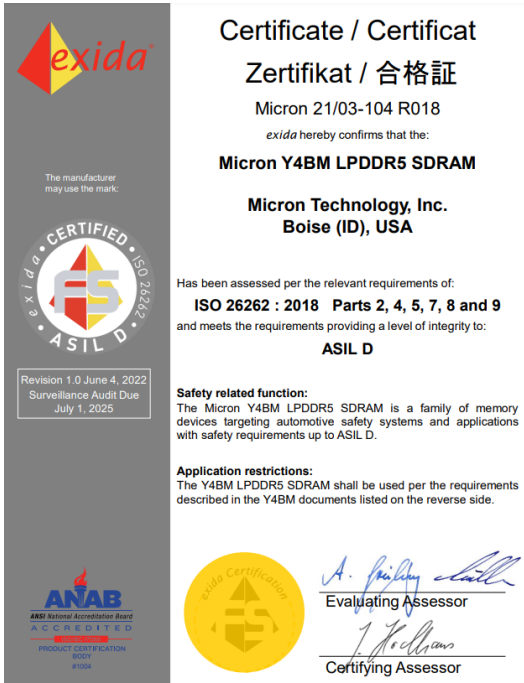 exida
Certificate / Certificat
Zertifikat / 合格証
Micron 21/03-104 R018
exida hereby confirms that the:
Micron Y4BM LPDDR5 SDRAM
Micron Technology, Inc.
Boise (ID), USA
Has been assessed per the relevant requirements of:
ISO 26262 : 2018 Parts 2, 4, 5, 7, 8 and 9
and meets the requirements providing a level of integrity to:
ASIL D
Safety related function:
The Micron Y4BM LPDDR5 SDRAM is a family of memory
devices targeting automotive safety systems and applications
with safety requirements up to ASIL D.
Application restrictions:
The Y4BM LPDDR5 SDRAM shall be used per the requirements
described in the Y4BM documents listed on the reverse side.
The manufacturer
may use the mark:
exida CERTIFIED ISO 26262
FS
ASIL D
Revision 1.0 June 4, 2022
Surveillance Audit Due
July 1, 2025
ANAB
ANSI National Accreditation Board
ACCREDITED
PRODUCT CERTIFICATION
BODY
#1004
exida Certification
FS
Evaluating Assessor
Certifying Assessor